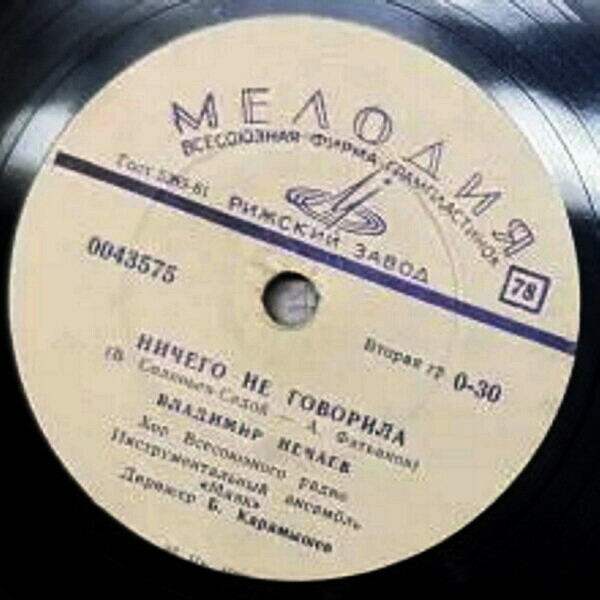 МЕЛОДИЯ
ВСЕСОЮЗНАЯ ФИРМА ГРАМПЛАСТИНОК
Гост 5289-61
РИЖСКИЙ ЗАВОД
78
0043575
Вторая гр 0-30
НИЧЕГО НЕ ГОВОРИЛА
(В. Соловьев-Седой — А. Фатьянов)
ВЛАДИМИР НЕЧАЕВ
Хор Всесоюзного радио
Инструментальный ансамбль
«Маяк»
Дирижер Б. Карамышев